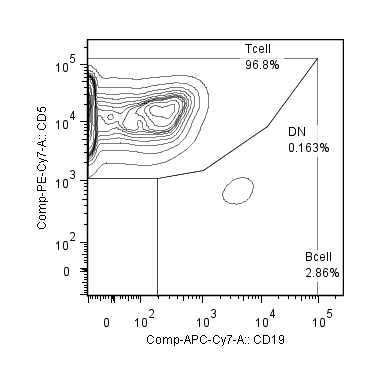 Tcell
96.8%
10^5
10^4
DN
0.163%
10^3
10^2
0
Bcell
2.86%
0 10^2 10^3 10^4 10^5
Comp-PE-Cy7-A:: CD5
Comp-APC-Cy7-A:: CD19